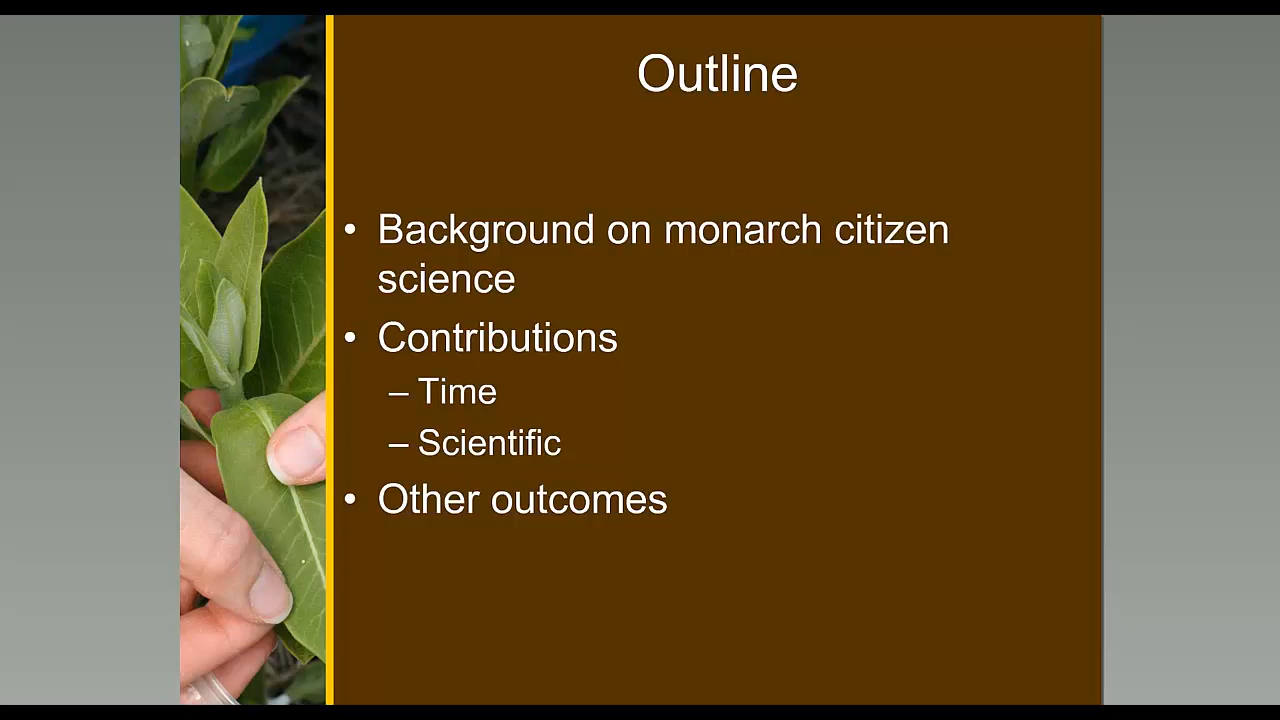 Outline
• Background on monarch citizen
science
• Contributions
– Time
– Scientific
• Other outcomes